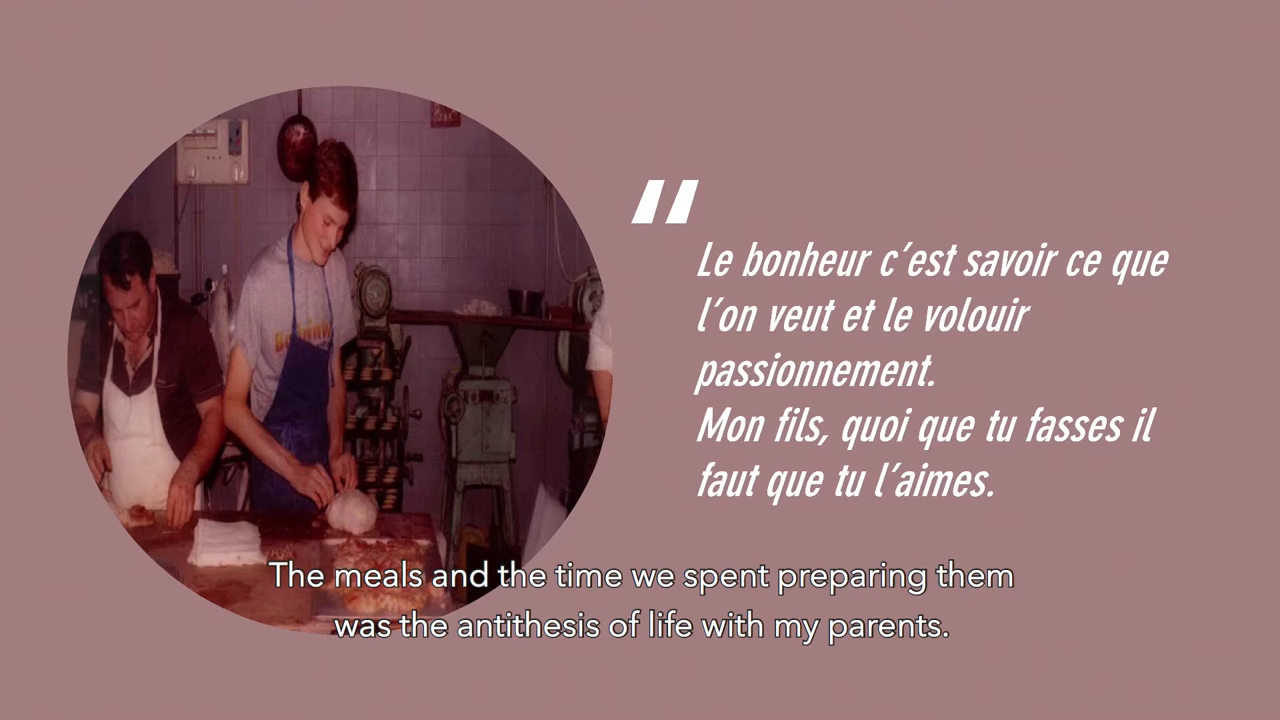 "
Le bonheur c'est savoir ce que
l'on veut et le volouir
passionnement.
Mon fils, quoi que tu fasses il
faut que tu l'aimes.
The meals and the time we spent preparing them
was the antithesis of life with my parents.